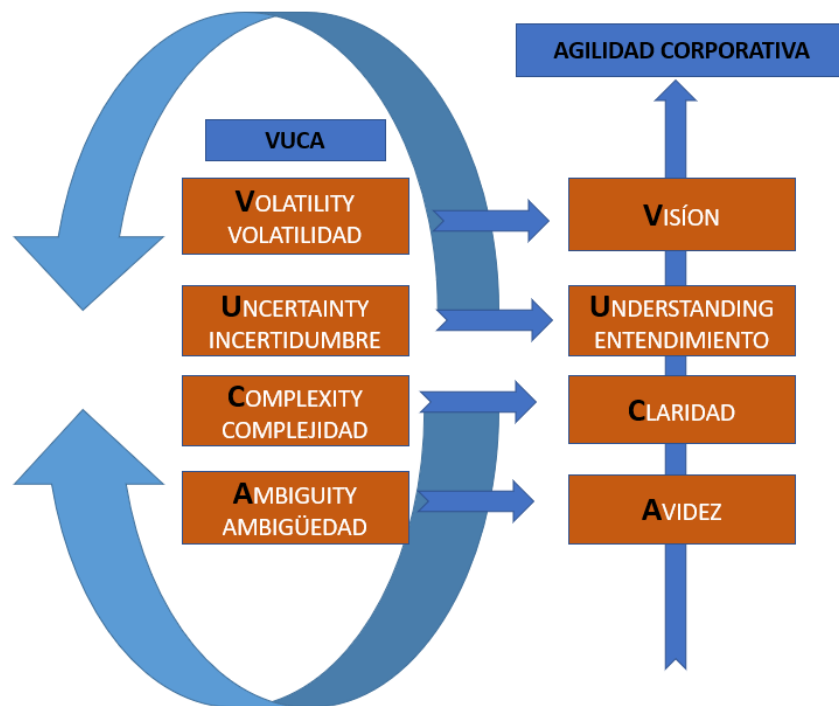 AGILIDAD CORPORATIVA
VUCA
VOLATILITY
VOLATILIDAD
VISÍON
UNCERTAINTY
INCERTIDUMBRE
UNDERSTANDING
ENTENDIMIENTO
COMPLEXITY
COMPLEJIDAD
CLARIDAD
AMBIGUITY
AMBIGÜEDAD
AVIDEZ